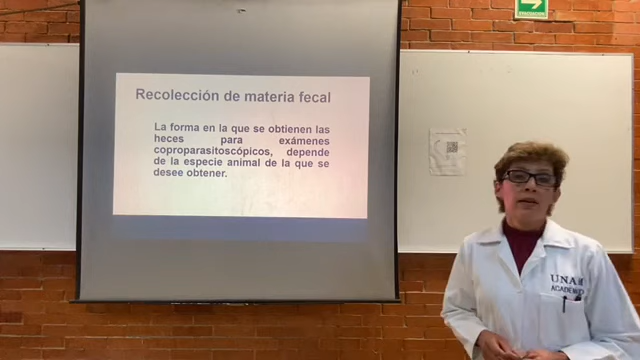 Recolección de materia fecal
La forma en la que se obtienen las
heces para exámenes
coproparasitoscópicos, depende
de la especie animal de la que se
desee obtener.
UNAM